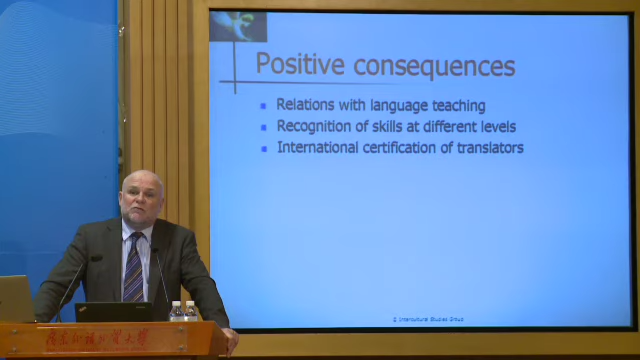 Positive consequences
Relations with language teaching
Recognition of skills at different levels
International certification of translators
© Intercultural Studies Group